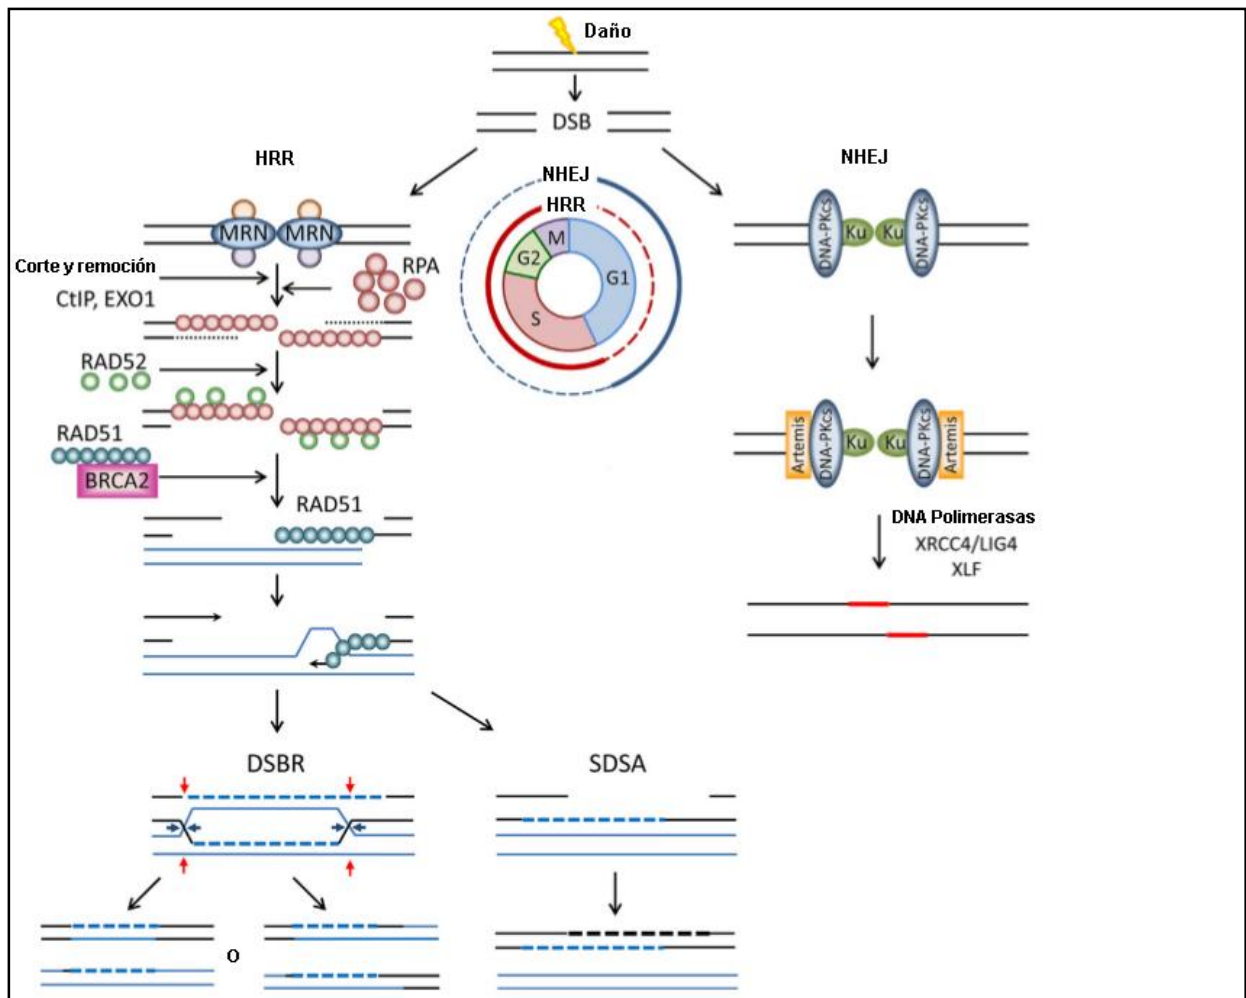 Daño
DSB
HRR
NHEJ
NHEJ
HRR
M
G2
G1
S
MRN MRN
Corte y remoción
CtIP, EXO1
RPA
RAD52
RAD51
BRCA2
RAD51
DNA-PKcs
Ku Ku
DNA-PKcs
Artemis
DNA-PKcs
Ku Ku
DNA-PKcs
Artemis
DNA Polimerasas
XRCC4/LIG4
XLF
DSBR
SDSA
O